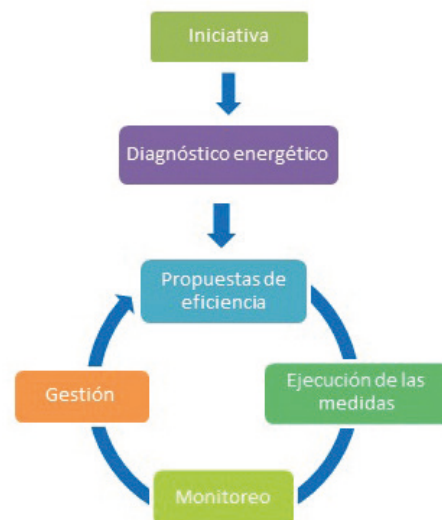 Iniciativa
Diagnóstico energético
Propuestas de
eficiencia
Ejecución de las
medidas
Gestión
Monitoreo